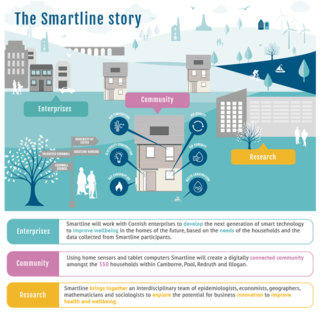 The Smartline story
Enterprises
Community
Research
Enterprises
Smartline will work with Cornish enterprises to develop the next generation of smart technology
to improve wellbeing in the homes of the future, based on the needs of the households and the
data collected from Smartline participants.
Community
Using home sensors and tablet computers Smartline will create a digitally connected community
amongst the 350 households within Camborne, Pool, Redruth and Illogan.
Research
Smartline brings together an interdisciplinary team of epidemiologists, economists, geographers,
mathematicians and sociologists to explore the potential for business innovation to improve
health and wellbeing.